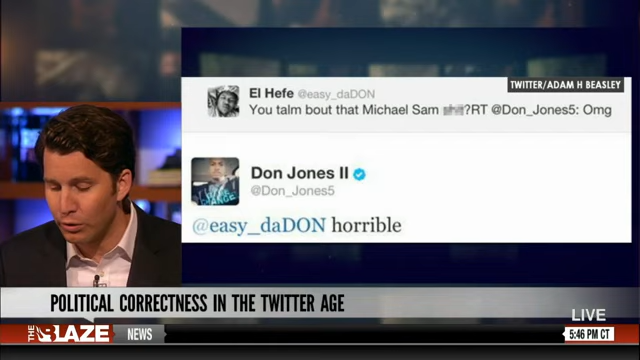 TWITTER/ADAM H BEASLEY
El Hefe @easy_daDON
You talm bout that Michael Sam ?RT @Don_Jones5: Omg
Don Jones II
@Don_Jones5
@easy_daDON horrible
POLITICAL CORRECTNESS IN THE TWITTER AGE
LIVE
THE BLAZE NEWS 5:46 PM CT